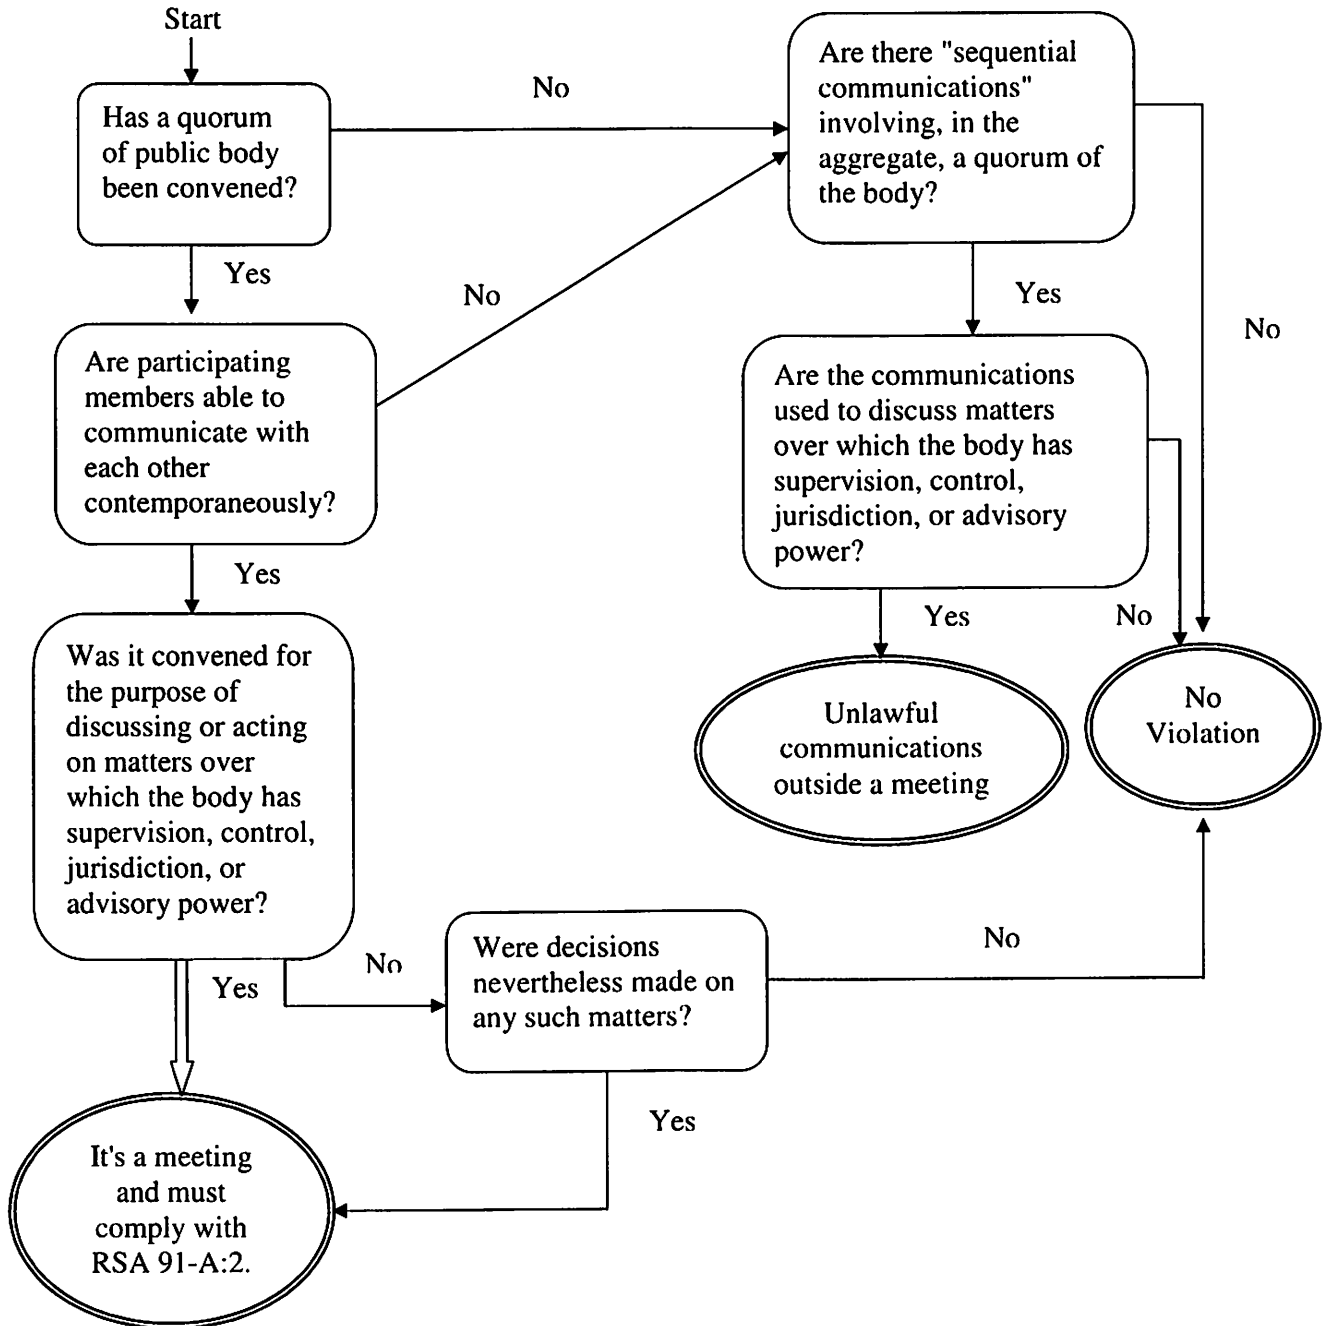 Start
Has a quorum
of public body
been convened?
No
Are there "sequential
communications"
involving, in the
aggregate, a quorum of
the body?
Yes
No
Yes
No
Are participating
members able to
communicate with
each other
contemporaneously?
Are the communications
used to discuss matters
over which the body has
supervision, control,
jurisdiction, or advisory
power?
Yes
Yes
No
Was it convened for
the purpose of
discussing or acting
on matters over
which the body has
supervision, control,
jurisdiction, or
advisory power?
Unlawful
communications
outside a meeting
No
Violation
Yes
No
Were decisions
nevertheless made on
any such matters?
No
Yes
It's a meeting
and must
comply with
RSA 91-A:2.